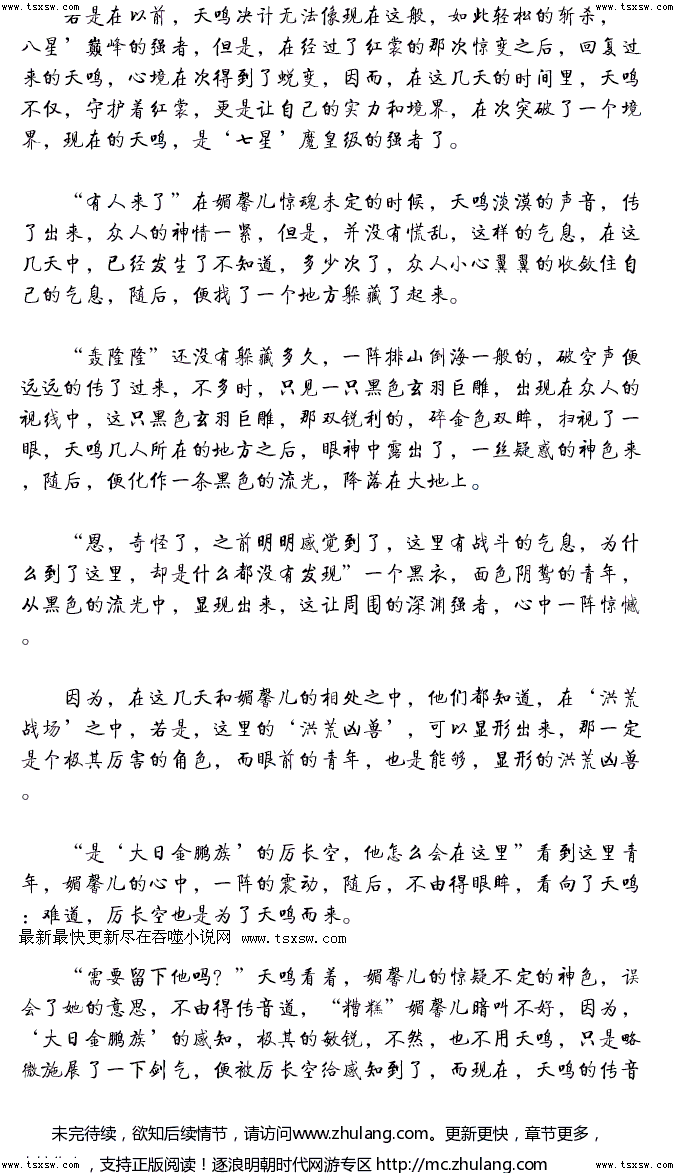 www.tsxsw.com www.tsxsw.com
若是在以前，天鸣决计无法像现在这般，如此轻松的斩杀，
八星’巅峰的强者，但是，在经过了红裳的那次惊变之后，回复过
来的天鸣，心境在次得到了蜕变，因而，在这几天的时间里，天鸣
不仅，守护着红裳，更是让自己的实力和境界，在次突破了一个境
界，现在的天鸣，是‘七星’魔皇级的强者了。
“有人来了”在媚馨儿惊魂未定的时候，天鸣淡漠的声音，传
了出来，众人的神情一紧，但是，并没有慌乱，这样的气息，在这
几天中，已经发生了不知道，多少次了，众人小心翼翼的收敛住自
己的气息，随后，便找了一个地方躲藏了起来。
“轰隆隆”还没有躲藏多久，一阵排山倒海一般的，破空声便
远远的传了过来，不多时，只见一只黑色玄羽巨雕，出现在众人的
视线中，这只黑色玄羽巨雕，那双锐利的，碎金色双眸，扫视了一
眼，天鸣几人所在的地方之后，眼神中露出了，一丝疑惑的神色来
，随后，便化作一条黑色的流光，降落在大地上。
“恩，奇怪了，之前明明感觉到了，这里有战斗的气息，为什
么到了这里，却是什么都没有发现”一个黑衣，面色阴鹜的青年，
从黑色的流光中，显现出来，这让周围的深渊强者，心中一阵惊憾
。
因为，在这几天和媚馨儿的相处之中，他们都知道，在‘洪荒
战场’之中，若是，这里的‘洪荒凶兽’，可以显形出来，那一定
是个极其厉害的角色，而眼前的青年，也是能够，显形的洪荒凶兽
。
“是‘大日金鹏族’的厉长空，他怎么会在这里”看到这里青
年，媚馨儿的心中，一阵的震动，随后，不由得眼眸，看向了天鸣
：难道，厉长空也是为了天鸣而来。
最新最快更新尽在吞噬小说网 www.tsxsw.com
“需要留下他吗？”天鸣看着，媚馨儿的惊疑不定的神色，误
会了她的意思，不由得传音道，“糟糕”媚馨儿暗叫不好，因为，
‘大日金鹏族’的感知，极其的敏锐，不然，也不用天鸣，只是略
微施展了一下剑气，便被厉长空给感知到了，而现在，天鸣的传音
未完待续，欲知后续情节，请访问www.zhulang.com。更新更快，章节更多，
，支持正版阅读！逐浪明朝时代网游专区 http://mc.zhulang.com
www.tsxsw.com www.tsxsw.com